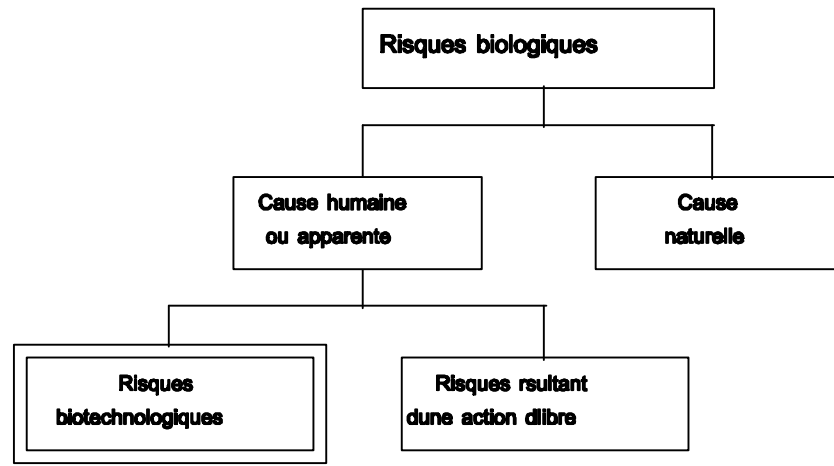 Risques biologiques
Cause humaine
ou apparente
Cause
naturelle
Risques
biotechnologiques
Risques rsultant
dune action dlibre